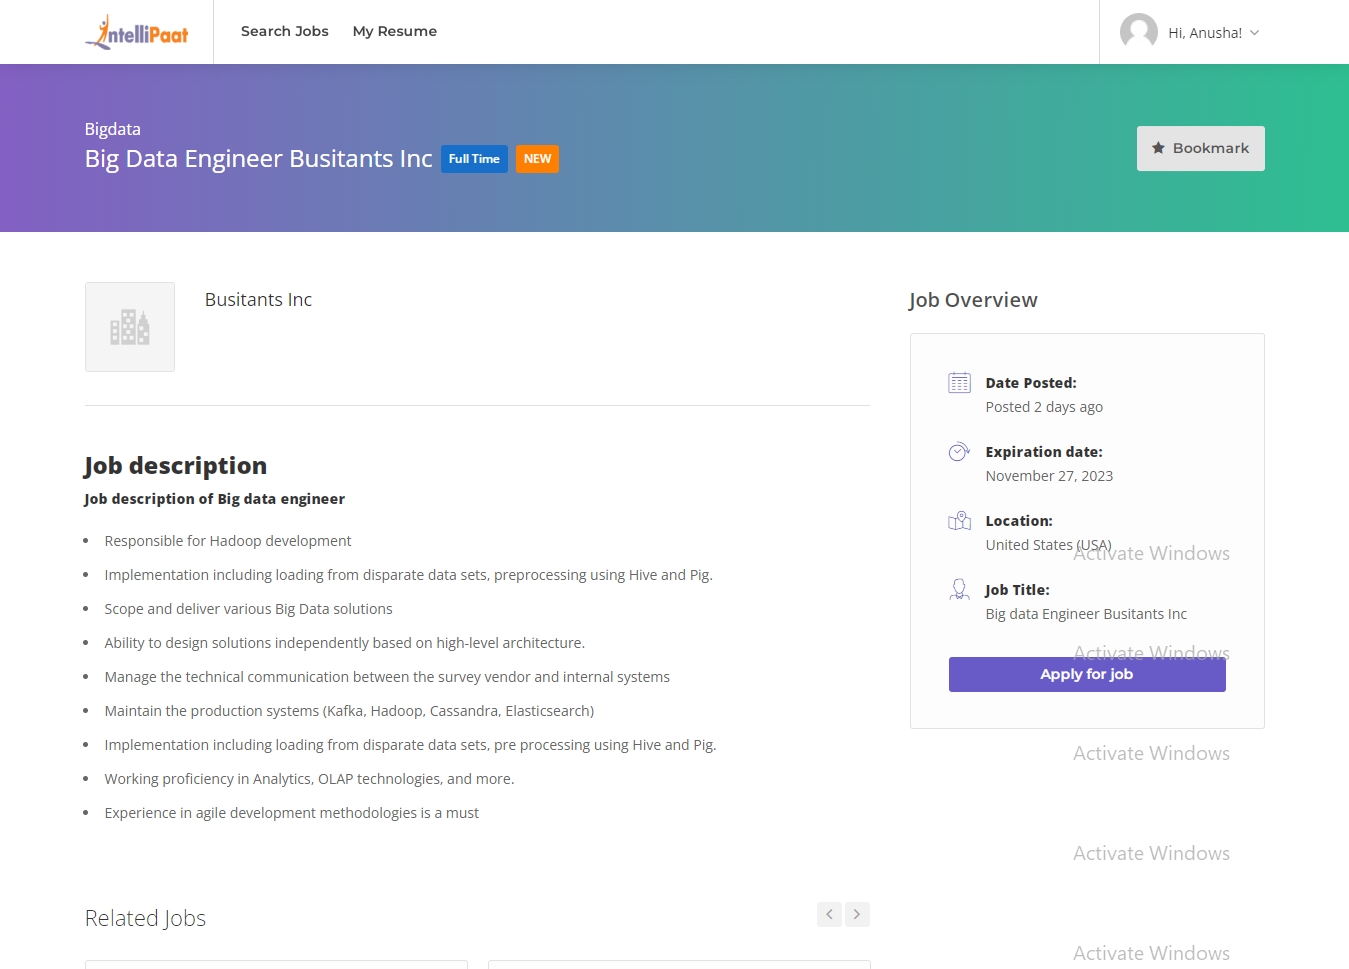 IntelliPaat
Search Jobs
My Resume
Hi, Anusha!
Bigdata
Big Data Engineer Busitants Inc
Full Time
NEW
Bookmark
Busitants Inc
Job description
Job description of Big data engineer
Responsible for Hadoop development
Implementation including loading from disparate data sets, preprocessing using Hive and Pig.
Scope and deliver various Big Data solutions
Ability to design solutions independently based on high-level architecture.
Manage the technical communication between the survey vendor and internal systems
Maintain the production systems (Kafka, Hadoop, Cassandra, Elasticsearch)
Implementation including loading from disparate data sets, pre processing using Hive and Pig.
Working proficiency in Analytics, OLAP technologies, and more.
Experience in agile development methodologies is a must
Related Jobs
Job Overview
Date Posted:
Posted 2 days ago
Expiration date:
November 27, 2023
Location:
United States (USA)
Activate Windows
Job Title:
Big data Engineer Busitants Inc
Activate Windows
Apply for job
Activate Windows
Activate Windows
Activate Windows